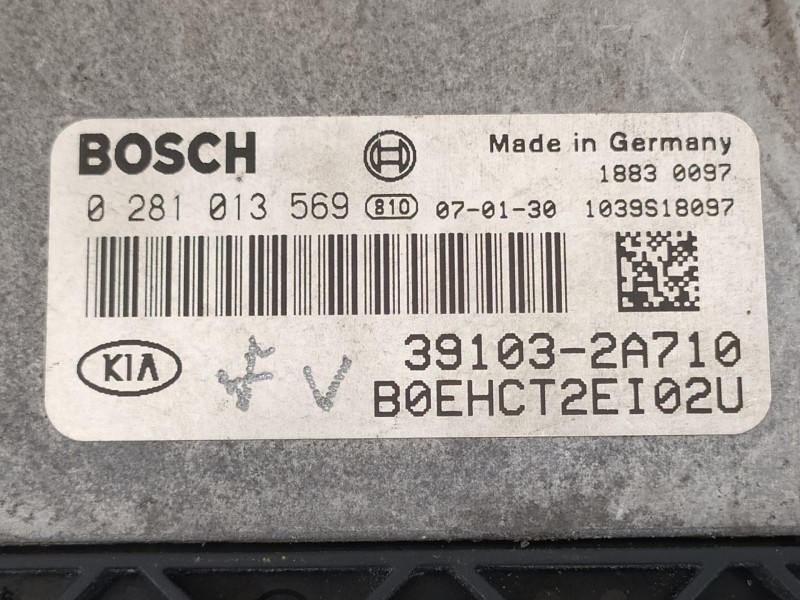 BOSCH
Made in Germany
1883 0097
0 281 013 569 810 07-01-30 1039S18097
KIA
39103-2A710
B0EHCT2EI02U